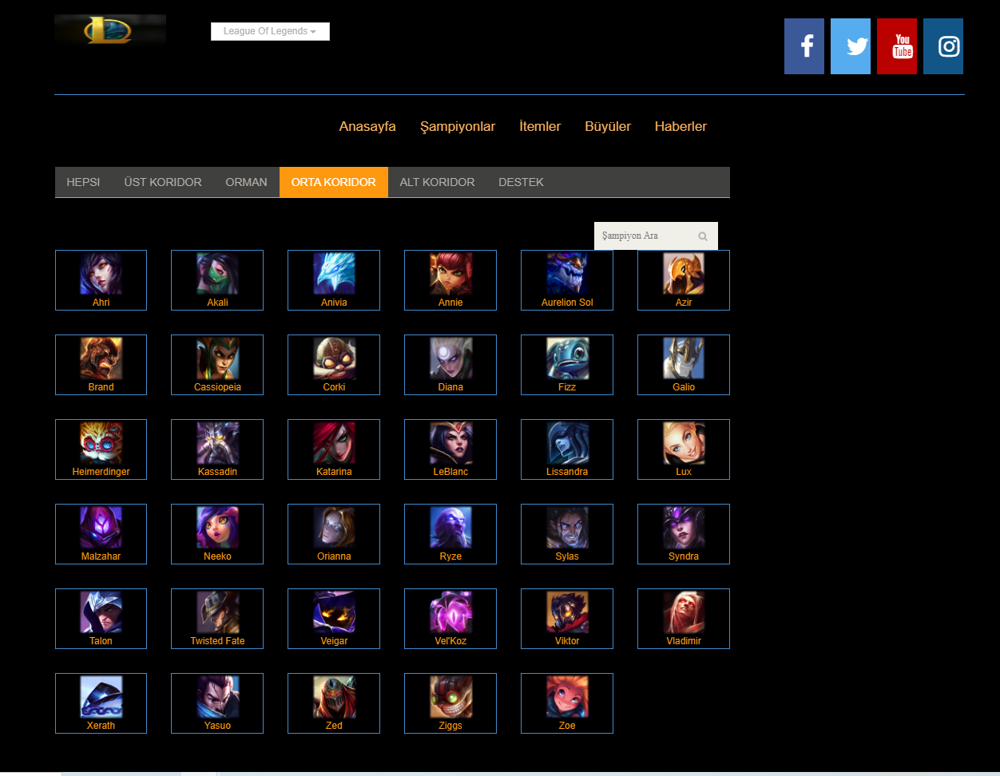 League Of Legends
You
Tube
Anasayfa Şampiyonlar İtemler Büyüler Haberler
HEPSI ÜST KORIDOR ORMAN ORTA KORIDOR ALT KORIDOR DESTEK
Şampiyon Ara
Ahri Akali Anivia Annie Aurelion Sol Azir
Brand Cassiopeia Corki Diana Fizz Galio
Heimerdinger Kassadin Katarina LeBlanc Lissandra Lux
Malzahar Neeko Orianna Ryze Sylas Syndra
Talon Twisted Fate Veigar Vel'Koz Viktor Vladimir
Xerath Yasuo Zed Ziggs Zoe